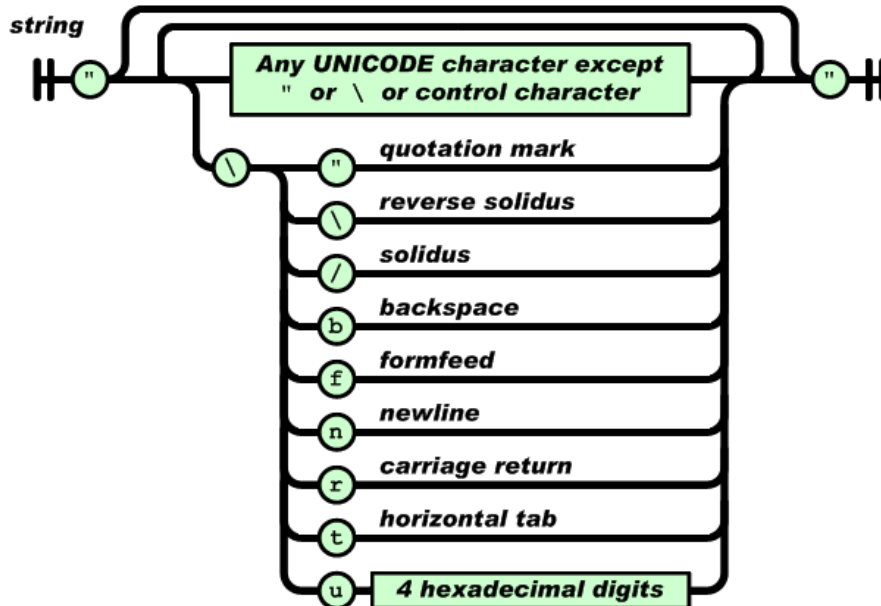 string
" Any UNICODE character except "
" or \ or control character
\ " quotation mark
\ reverse solidus
/ solidus
b backspace
f formfeed
n newline
r carriage return
t horizontal tab
u 4 hexadecimal digits